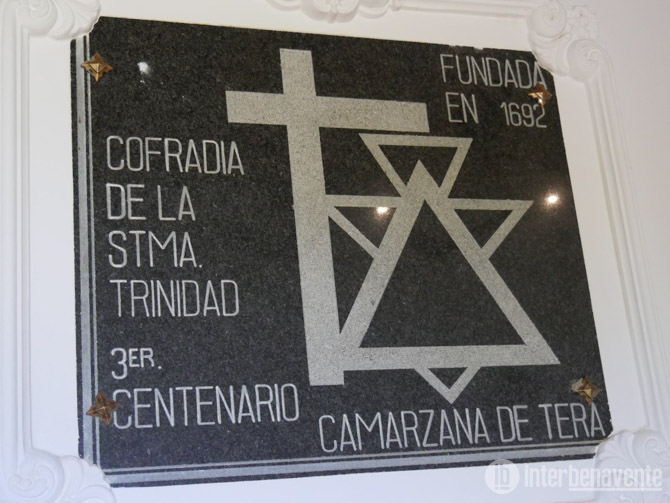 FUNDADA
EN 1692
COFRADIA
DE LA
STMA.
TRINIDAD
3ER.
CENTENARIO
CAMARZANA DE TERA
interbenavente